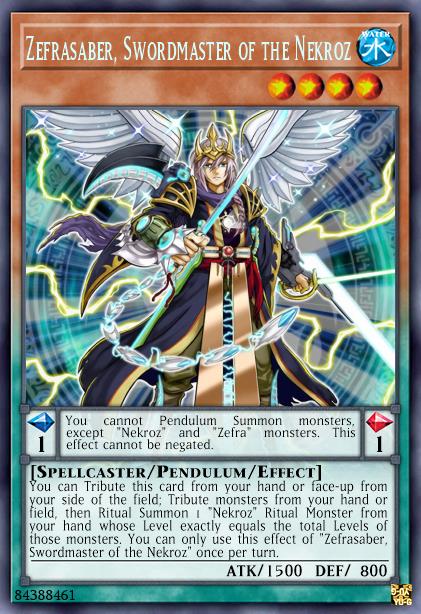 ZEFRASABER, SWORDMASTER OF THE NEKROZ
WATER
水
1
You cannot Pendulum Summon monsters,
except "Nekroz" and "Zefra" monsters. This
effect cannot be negated.
1
[SPELLCASTER/PENDULUM/EFFECT]
You can Tribute this card from your hand or face-up from
your side of the field; Tribute monsters from your hand or
field, then Ritual Summon 1 "Nekroz" Ritual Monster from
your hand whose Level exactly equals the total Levels of
those monsters. You can only use this effect of "Zefrasaber,
Swordmaster of the Nekroz" once per turn.
ATK/1500 DEF/ 800
84388461